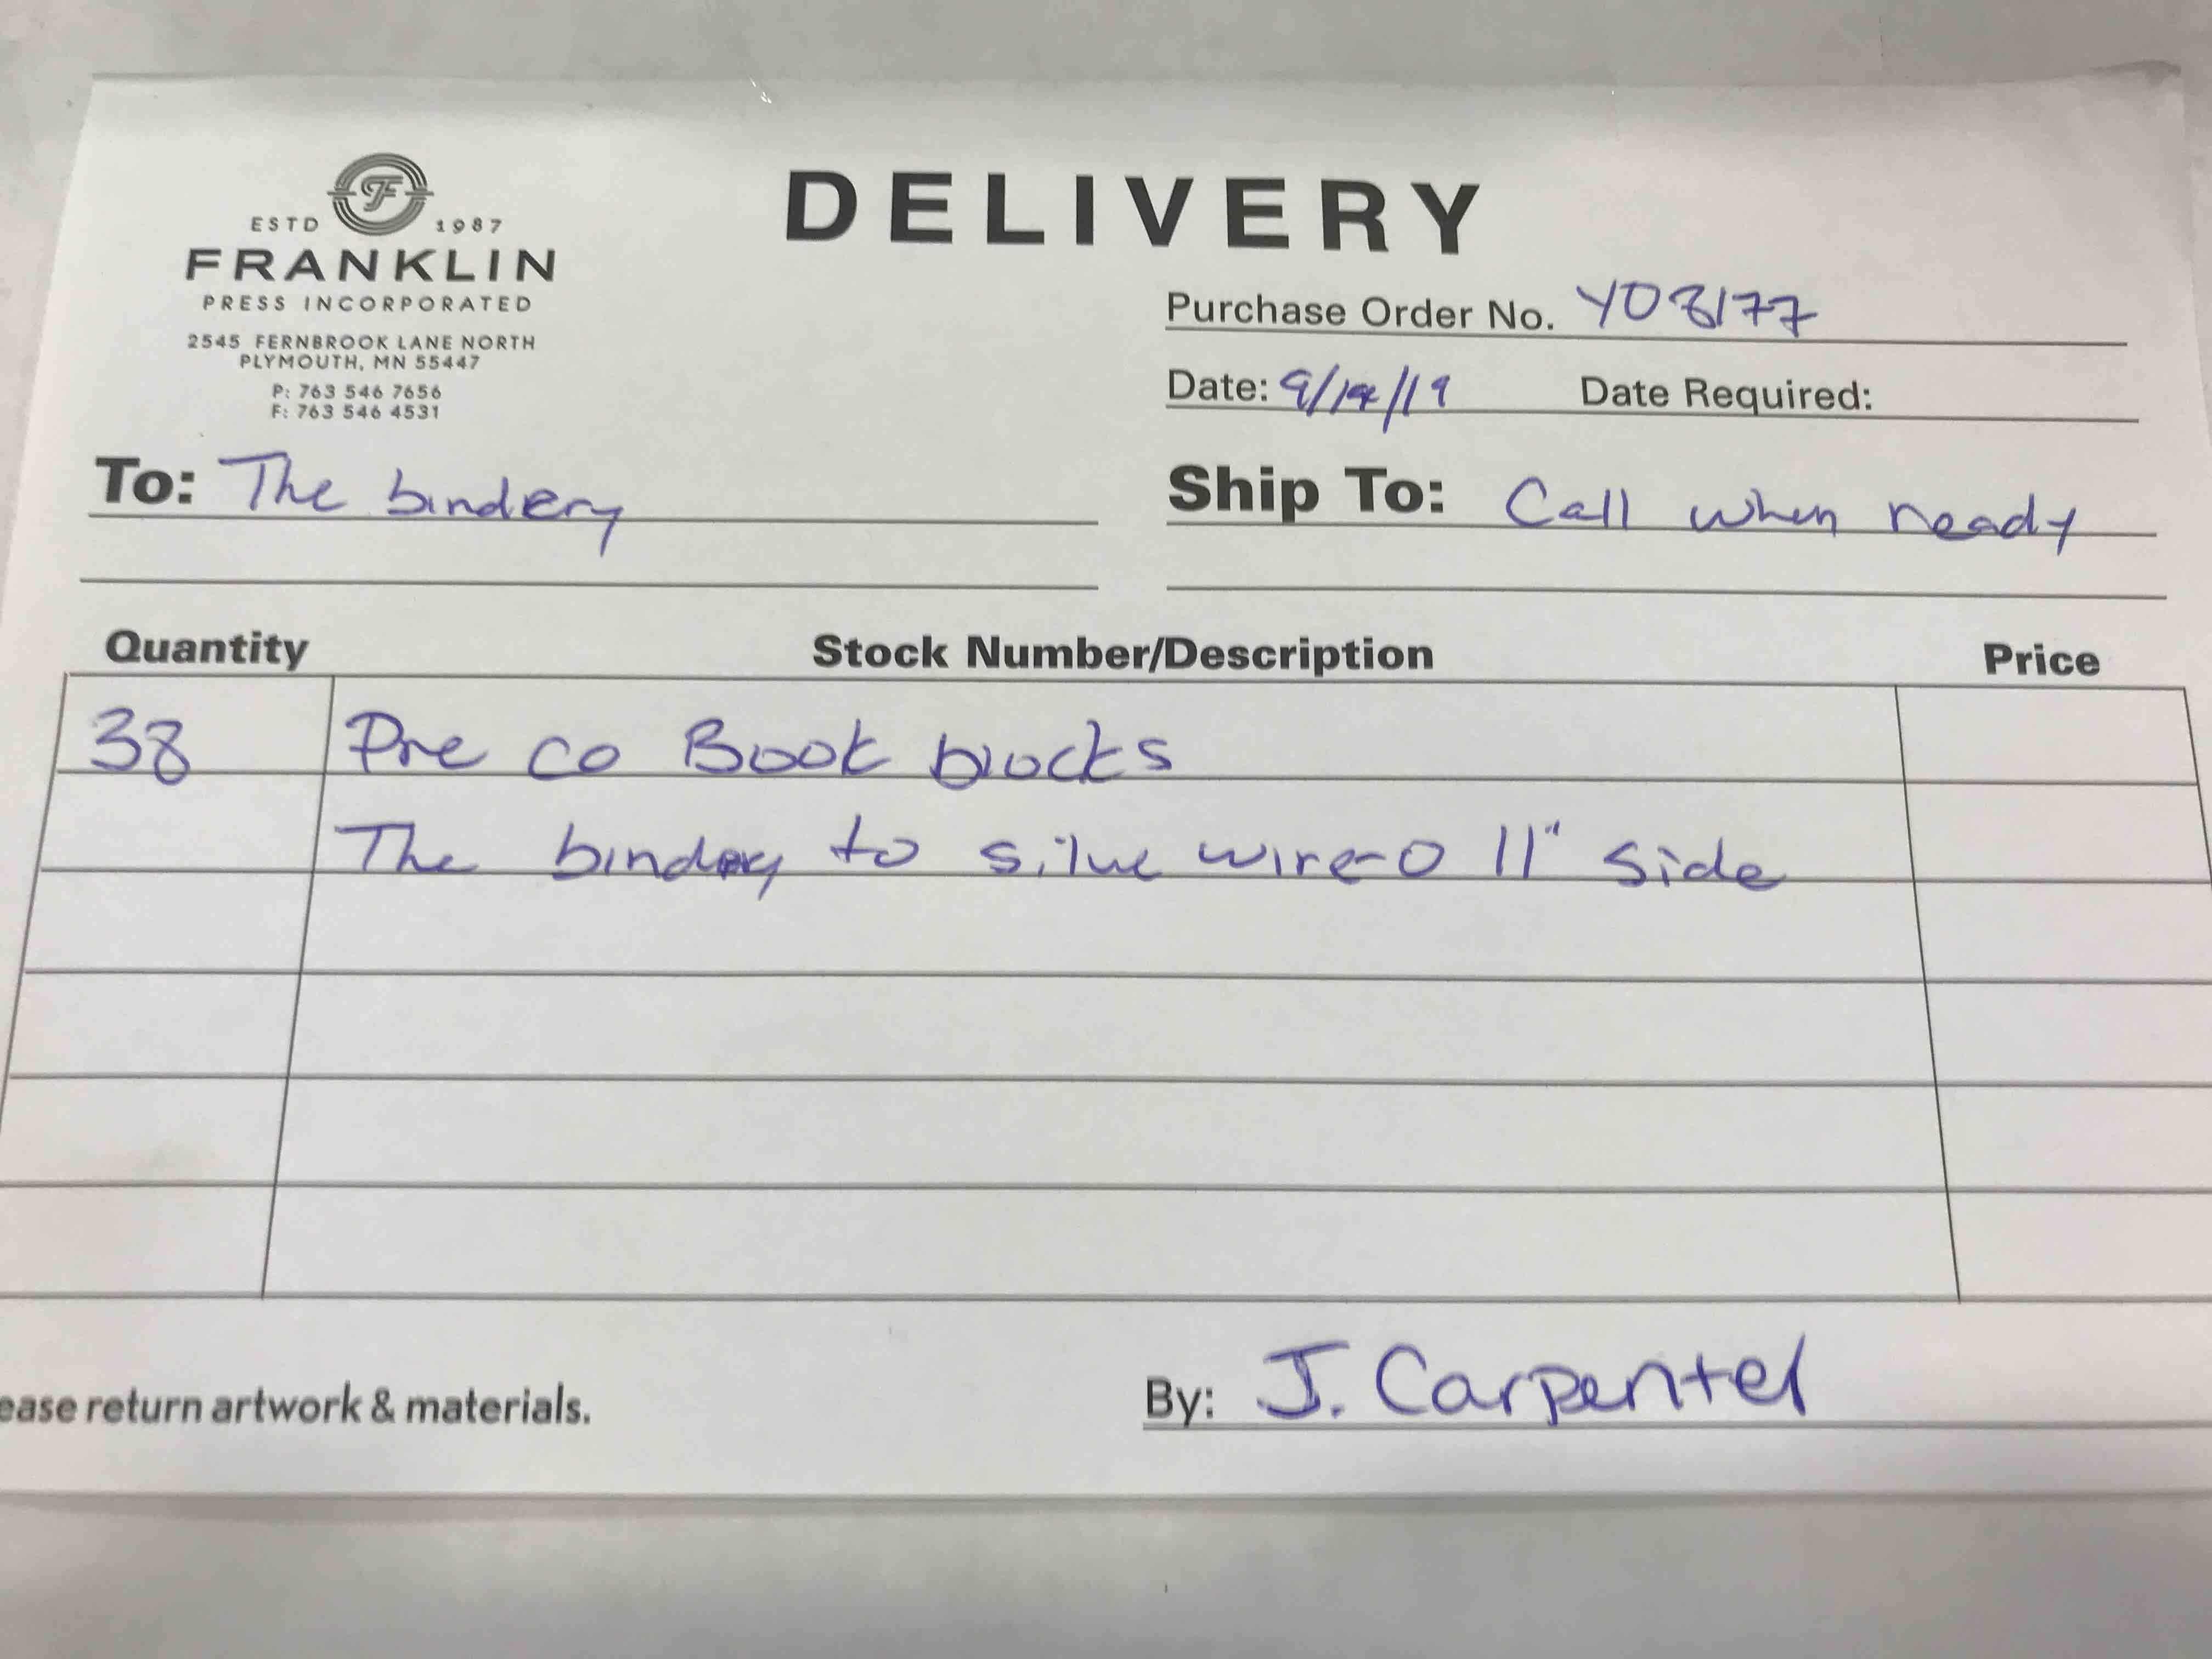 ESTD 1987
FRANKLIN
PRESS INCORPORATED
2545 FERNBROOK LANE NORTH
PLYMOUTH, MN 55447
P: 763 546 7656
F: 763 546 4531
DELIVERY
Purchase Order No. Y08177
Date: 9/14/19 Date Required:
To: The bindery
Ship To: Call when ready
Quantity Stock Number/Description Price
38 Pre co Book blocks
The bindery to silve wire-O 11" side
ease return artwork & materials.
By: J. Carpenter